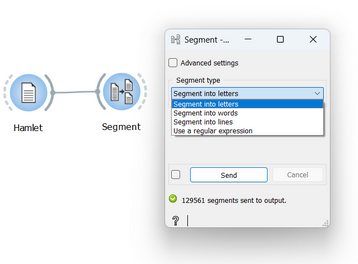 Segment -...
Advanced settings
Segment type
Segment into letters
Segment into letters
Segment into words
Segment into lines
Use a regular expression
Hamlet
Segment
Send
Cancel
129561 segments sent to output.
?